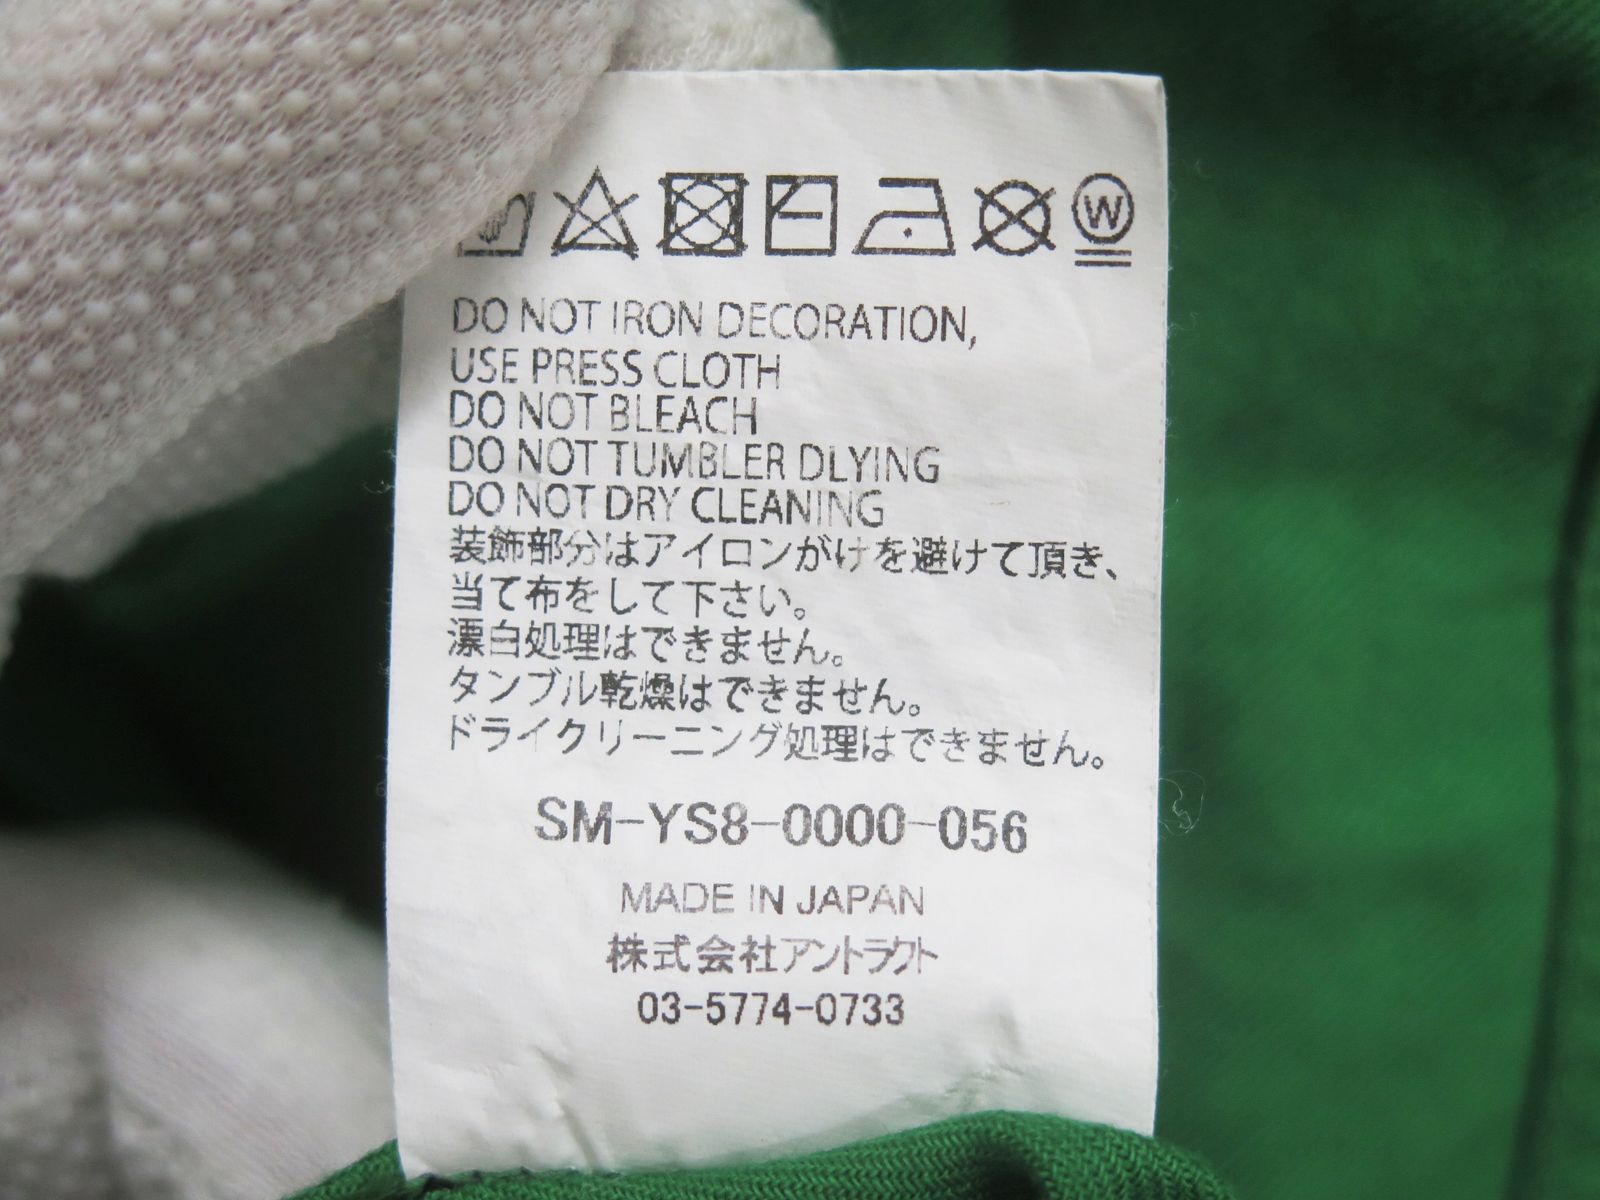 W
DO NOT IRON DECORATION,
USE PRESS CLOTH
DO NOT BLEACH
DO NOT TUMBLER DLYING
DO NOT DRY CLEANING
装飾部分はアイロンがけを避けて頂き、
当て布をして下さい。
漂白処理はできません。
タンブル乾燥はできません。
ドライクリーニング処理はできません。
SM-YS8-0000-056
MADE IN JAPAN
株式会社アントラクト
03-5774-0733